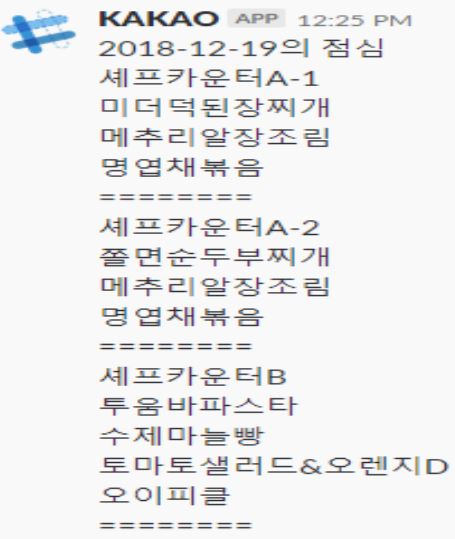 KAKAO APP 12:25 PM
2018-12-19의 점심
셰프카운터A-1
미더덕된장찌개
메추리알장조림
명엽채볶음
========
셰프카운터A-2
쫄면순두부찌개
메추리알장조림
명엽채볶음
========
셰프카운터B
투움바파스타
수제마늘빵
토마토샐러드&오렌지D
오이피클
========